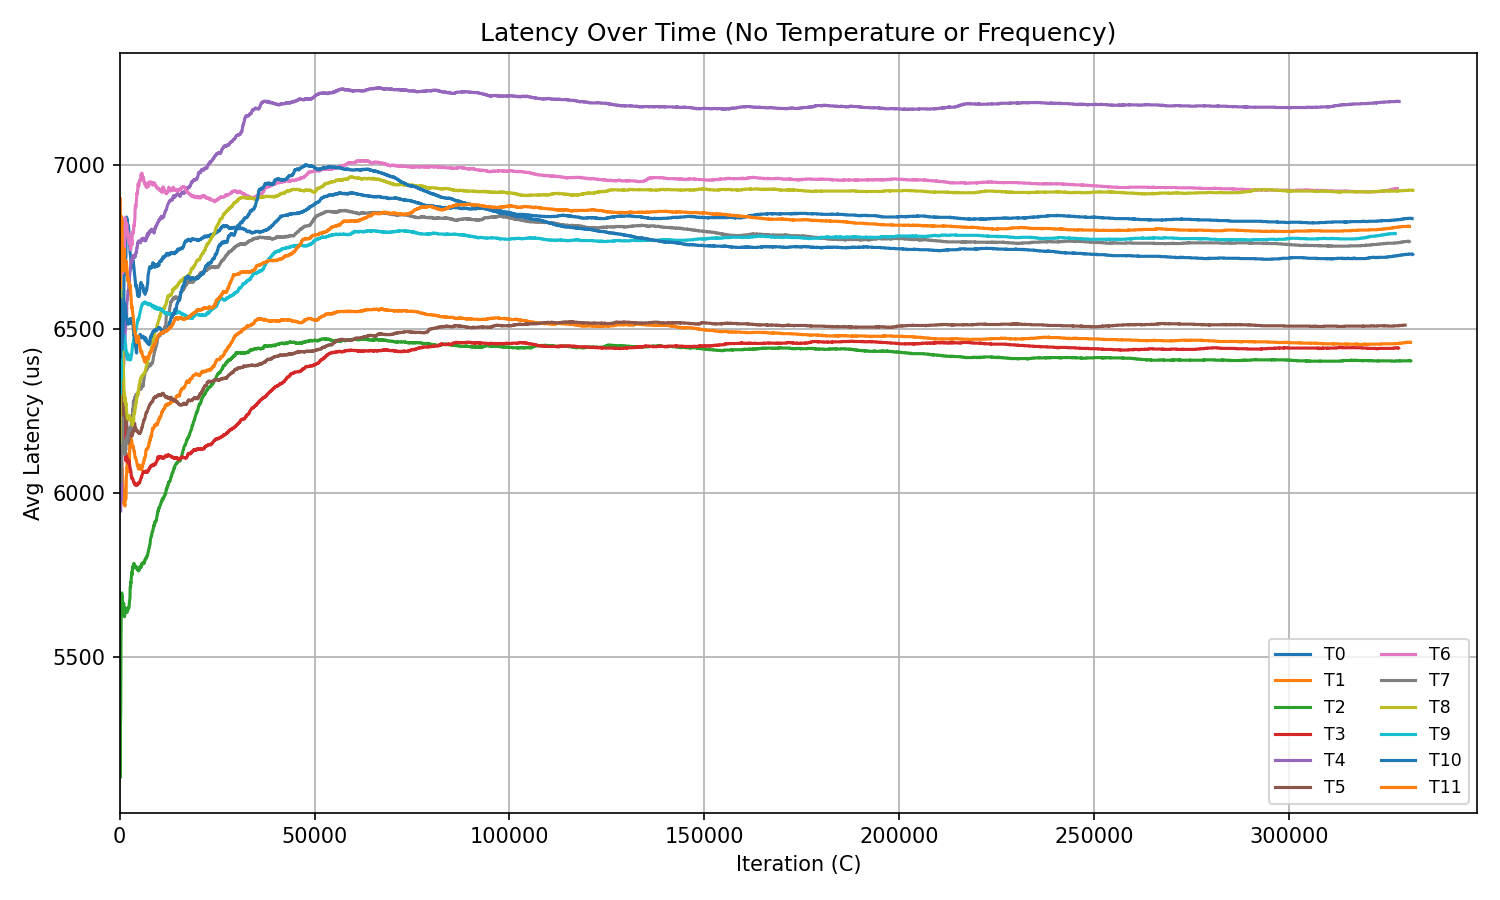 Latency Over Time (No Temperature or Frequency)
Avg Latency (us)
7000
6500
6000
5500
0
50000
100000
150000
200000
250000
300000
Iteration (C)
T0
T1
T2
T3
T4
T5
T6
T7
T8
T9
T10
T11